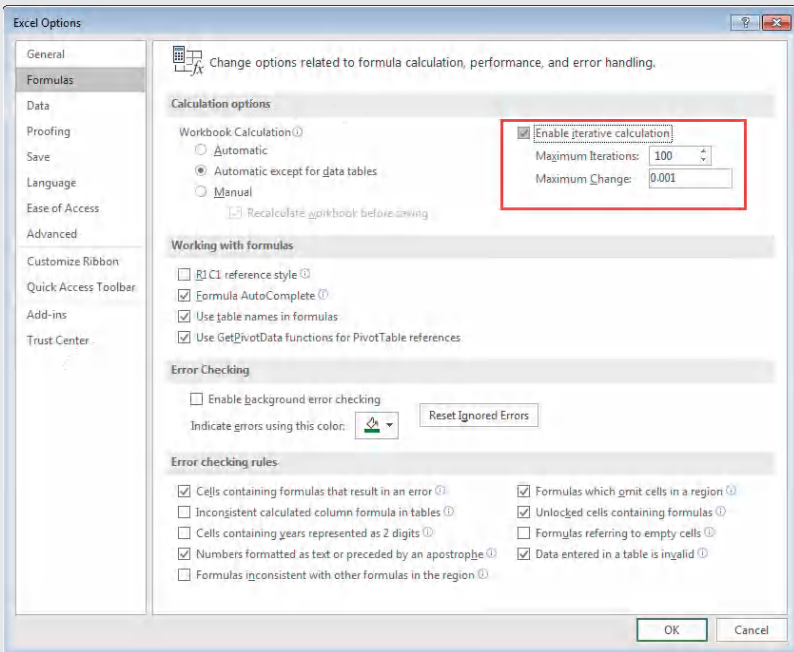 Excel Options
General
Formulas
Data
Proofing
Save
Language
Ease of Access
Advanced
Customize Ribbon
Quick Access Toolbar
Add-ins
Trust Center
Change options related to formula calculation, performance, and error handling.
Calculation options
Workbook Calculation
Automatic
Automatic except for data tables
Manual
Recalculate workbook before saving
Enable iterative calculation
Maximum Iterations: 100
Maximum Change: 0.001
Working with formulas
R1C1 reference style
Formula AutoComplete
Use table names in formulas
Use GetPivotData functions for PivotTable references
Error Checking
Enable background error checking
Indicate errors using this color:
Reset Ignored Errors
Error checking rules
Cells containing formulas that result in an error
Inconsistent calculated column formula in tables
Cells containing years represented as 2 digits
Numbers formatted as text or preceded by an apostrophe
Formulas inconsistent with other formulas in the region
Formulas which omit cells in a region
Unlocked cells containing formulas
Formulas referring to empty cells
Data entered in a table is invalid
OK
Cancel